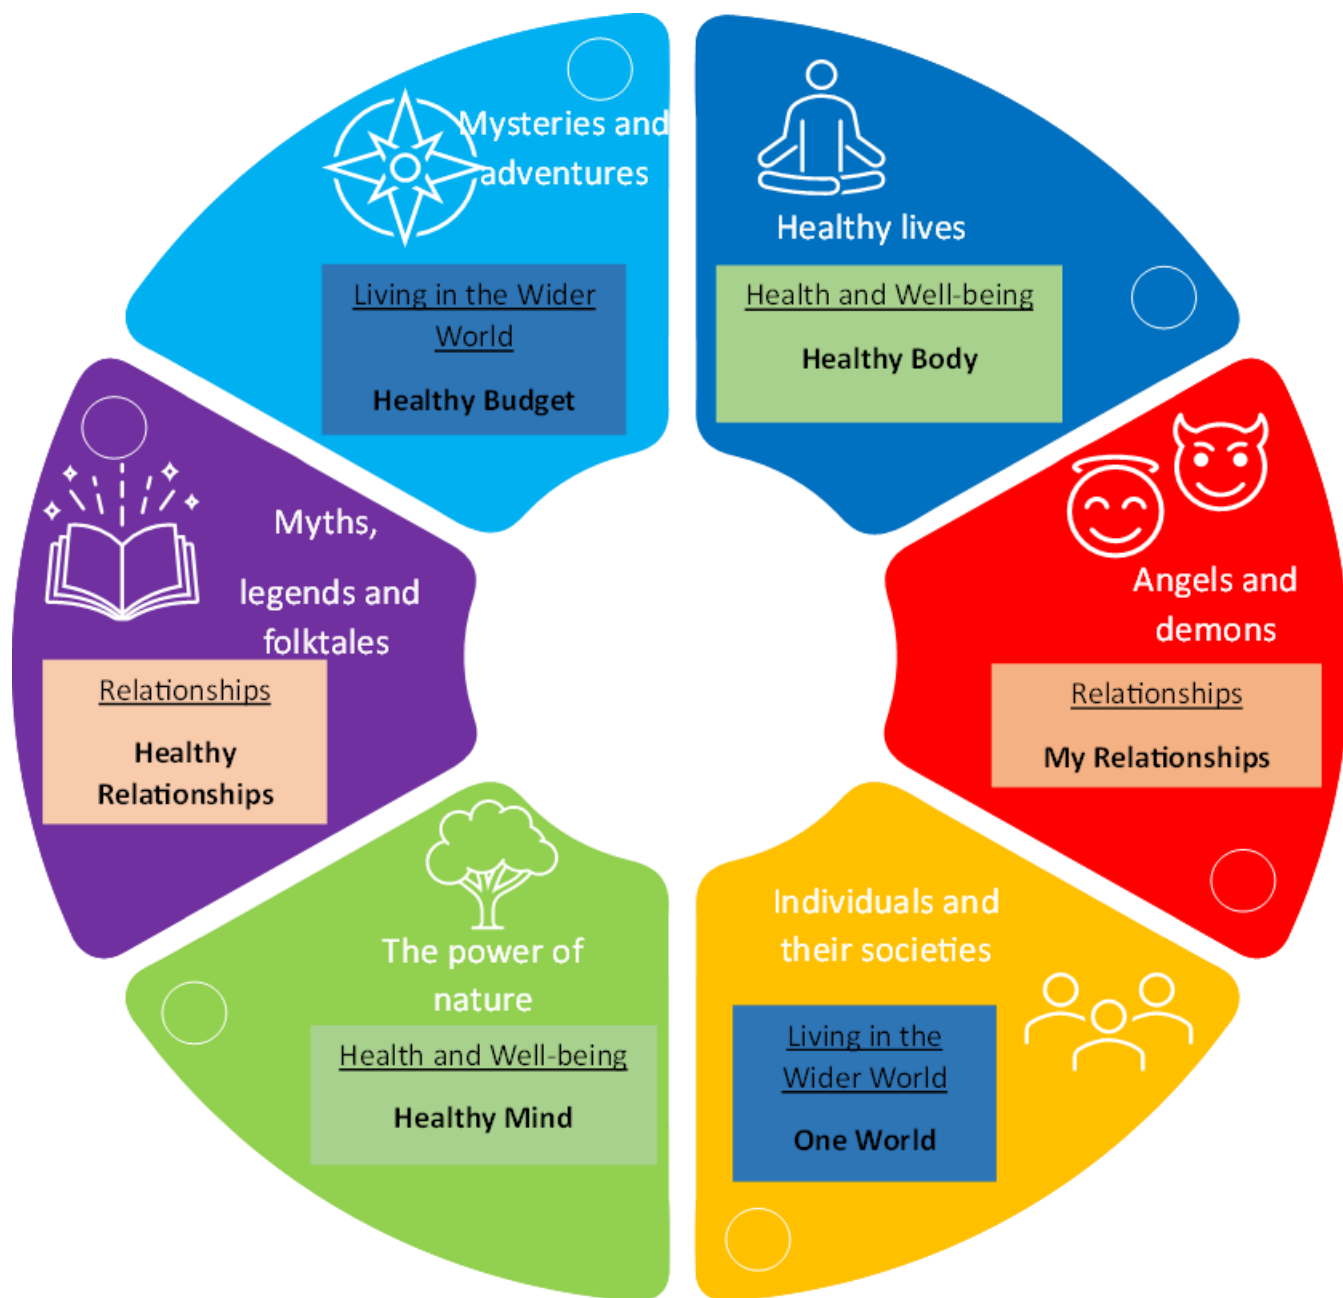 Mysteries and
adventures
Living in the Wider
World
Healthy Budget
Healthy lives
Health and Well-being
Healthy Body
Angels and
demons
Relationships
My Relationships
Individuals and
their societies
Living in the
Wider World
One World
The power of
nature
Health and Well-being
Healthy Mind
Myths,
legends and
folktales
Relationships
Healthy
Relationships